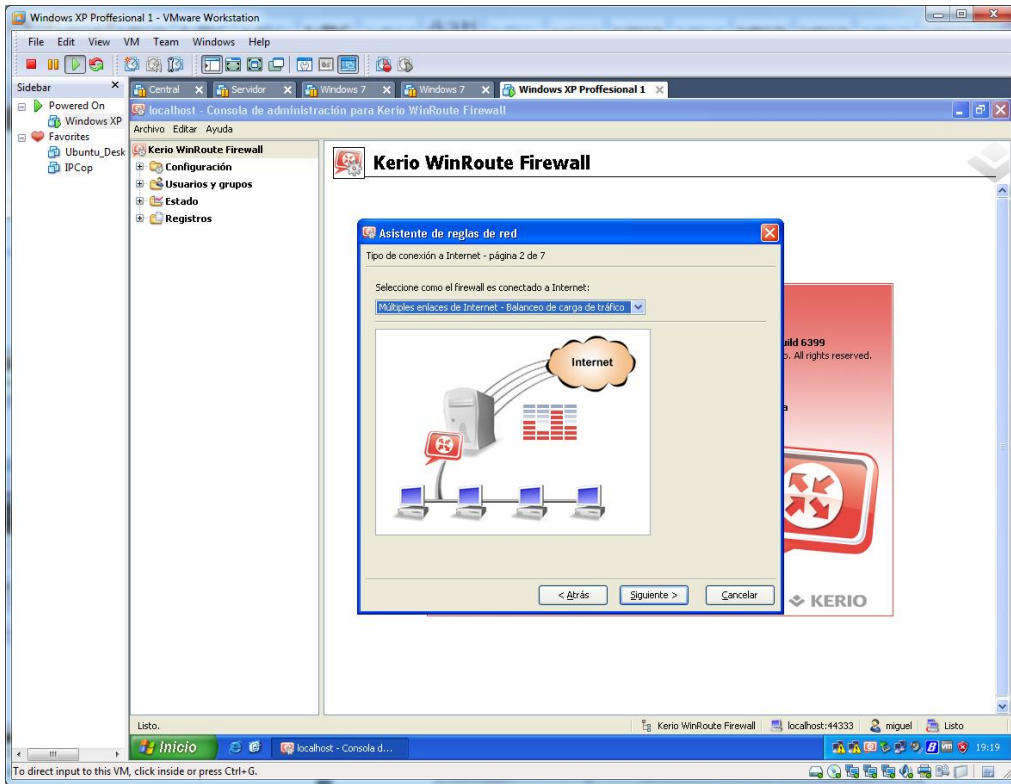 Windows XP Proffesional 1 - VMware Workstation
File Edit View VM Team Windows Help
Sidebar
Powered On
Windows XP
Favorites
Ubuntu_Desk
IPCop
Central
Servidor
Windows 7
Windows 7
Windows XP Proffesional 1
localhost - Consola de administración para Kerio WinRoute Firewall
Archivo Editar Ayuda
Kerio WinRoute Firewall
Configuración
Usuarios y grupos
Estado
Registros
Kerio WinRoute Firewall
Asistente de reglas de red
Tipo de conexión a Internet - página 2 de 7
Seleccione como el firewall es conectado a Internet:
Múltiples enlaces de Internet - Balanceo de carga de tráfico
Internet
< Atrás
Siguiente >
Cancelar
6399
All rights reserved.
KERIO
Listo.
Kerio WinRoute Firewall
localhost:44333
miguel
Listo
Inicio
localhost - Consola d...
19:19
To direct input to this VM, click inside or press Ctrl+G.